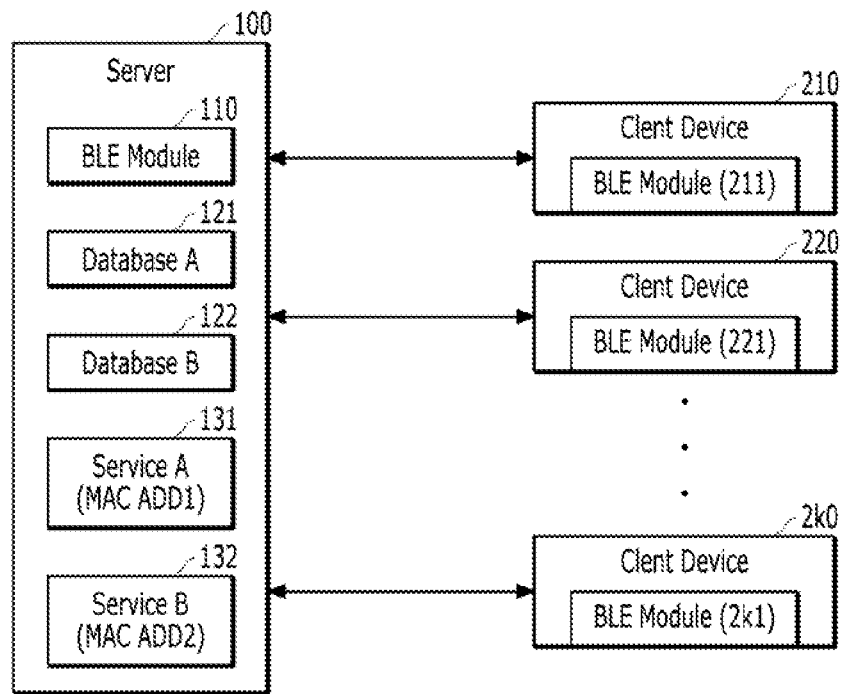 100
Server
110
BLE Module
121
Database A
122
Database B
131
Service A
(MAC ADD1)
132
Service B
(MAC ADD2)
210
Clent Device
BLE Module (211)
220
Clent Device
BLE Module (221)
2k0
Clent Device
BLE Module (2k1)